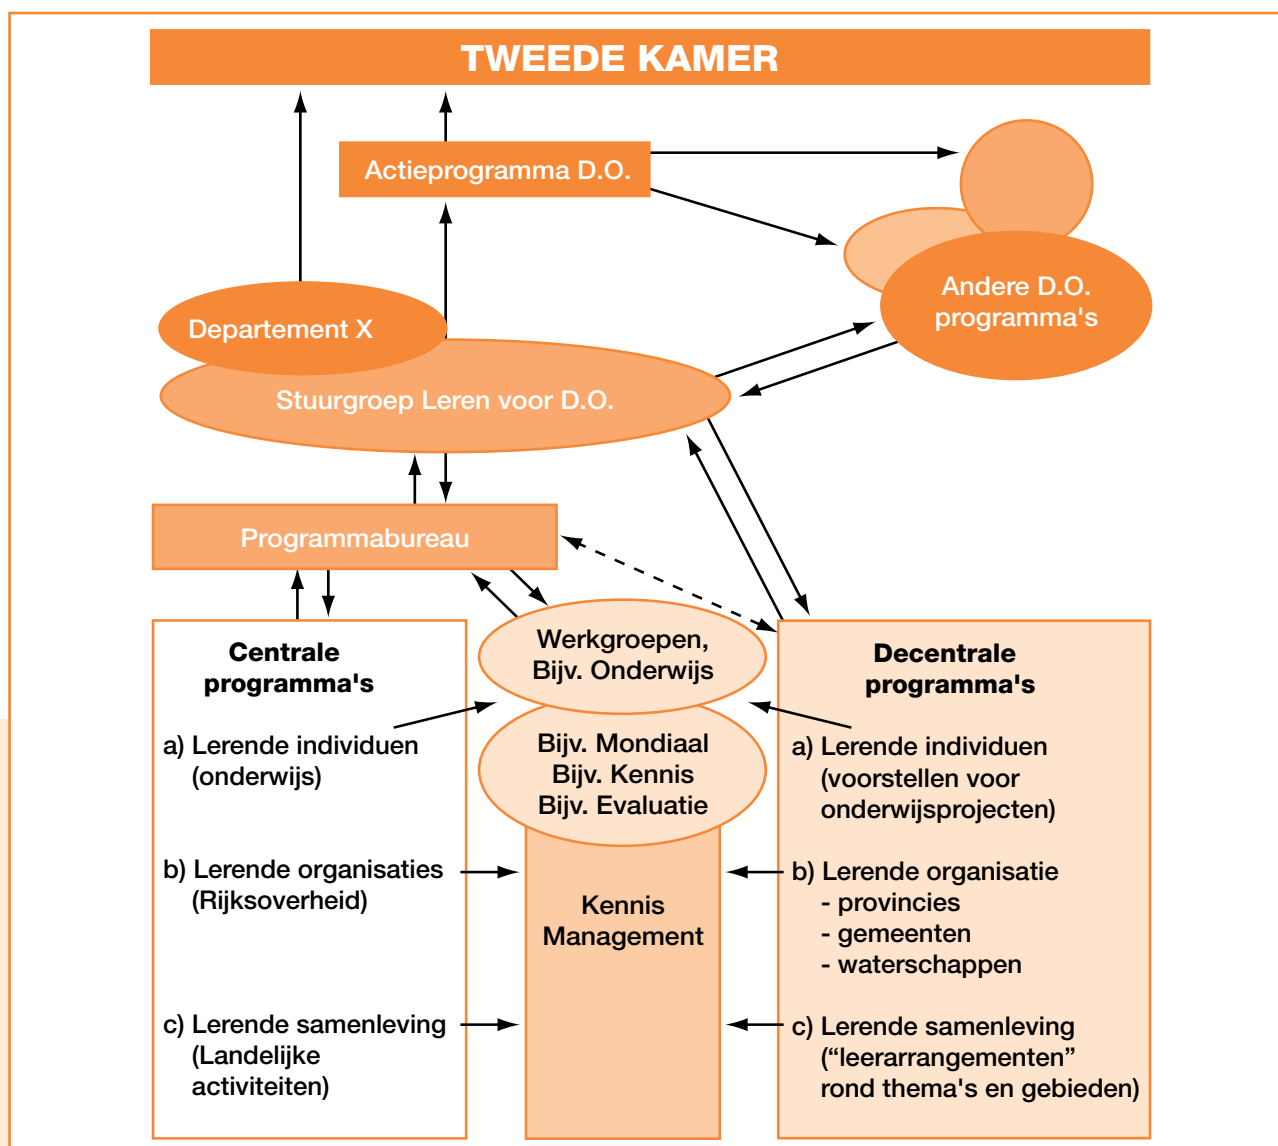 TWEEDE KAMER
Actieprogramma D.O.
Andere D.O.
programma's
Departement X
Stuurgroep Leren voor D.O.
Programmabureau
Centrale
programma's
a) Lerende individuen
(onderwijs)
b) Lerende organisaties
(Rijksoverheid)
c) Lerende samenleving
(Landelijke
activiteiten)
Werkgroepen,
Bijv. Onderwijs
Bijv. Mondiaal
Bijv. Kennis
Bijv. Evaluatie
Kennis
Management
Decentrale
programma's
a) Lerende individuen
(voorstellen voor
onderwijsprojecten)
b) Lerende organisatie
- provincies
- gemeenten
- waterschappen
c) Lerende samenleving
(“leerarrangementen”
rond thema's en gebieden)